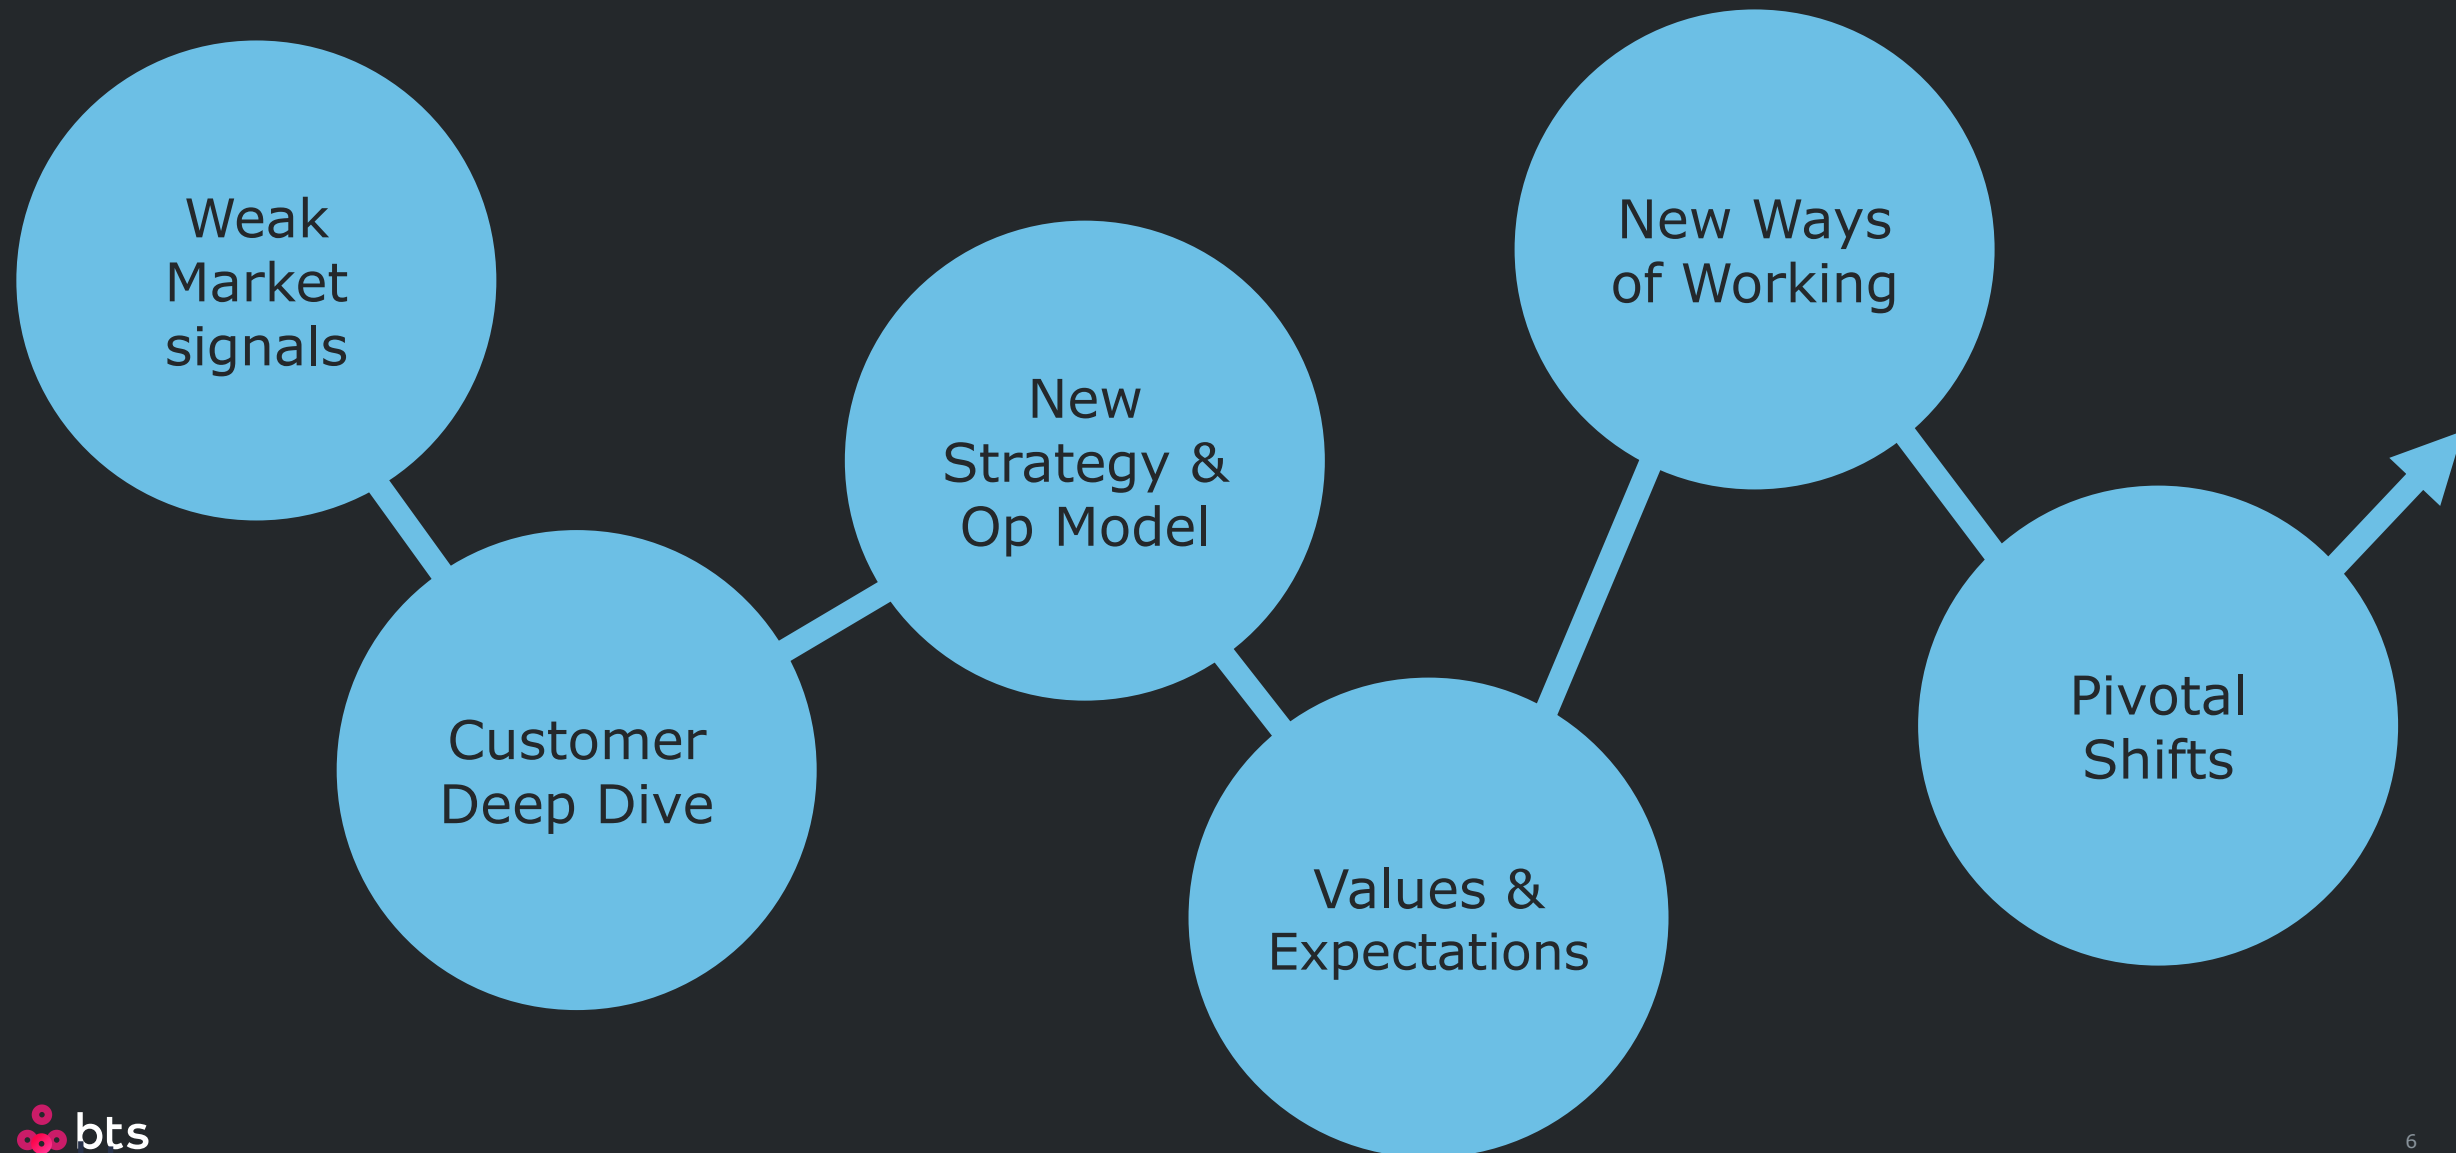 Weak
Market
signals
Customer
Deep Dive
New
Strategy &
Op Model
Values &
Expectations
New Ways
of Working
Pivotal
Shifts
bts
6